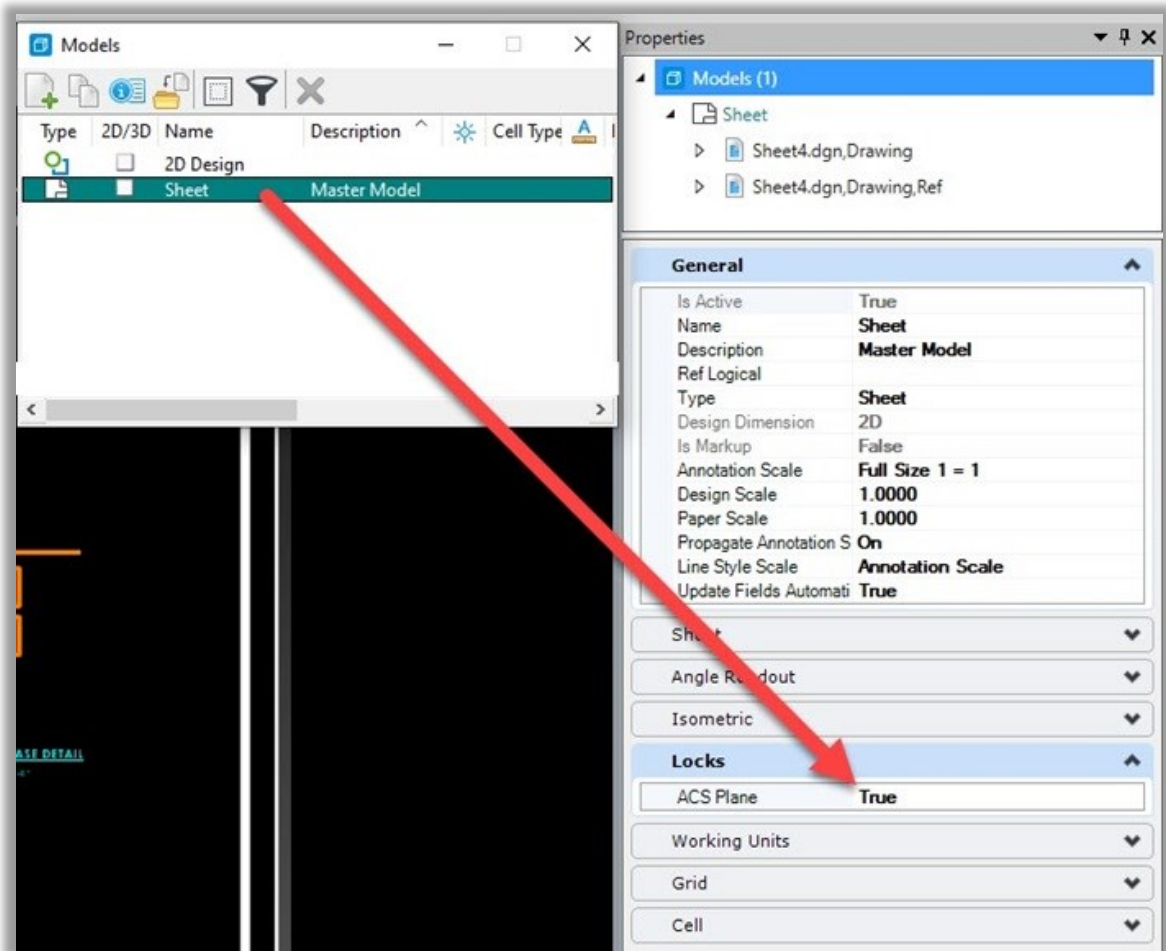 Models
Type 2D/3D Name Description Cell Type
2D Design
Sheet Master Model
ASE DETAIL
Properties
Models (1)
Sheet
Sheet4.dgn,Drawing
Sheet4.dgn,Drawing,Ref
General
Is Active True
Name Sheet
Description Master Model
Ref Logical
Type Sheet
Design Dimension 2D
Is Markup False
Annotation Scale Full Size 1 = 1
Design Scale 1.0000
Paper Scale 1.0000
Propagate Annotation S On
Line Style Scale Annotation Scale
Update Fields Automati True
Angle
Isometric
Locks
ACS Plane True
Working Units
Grid
Cell